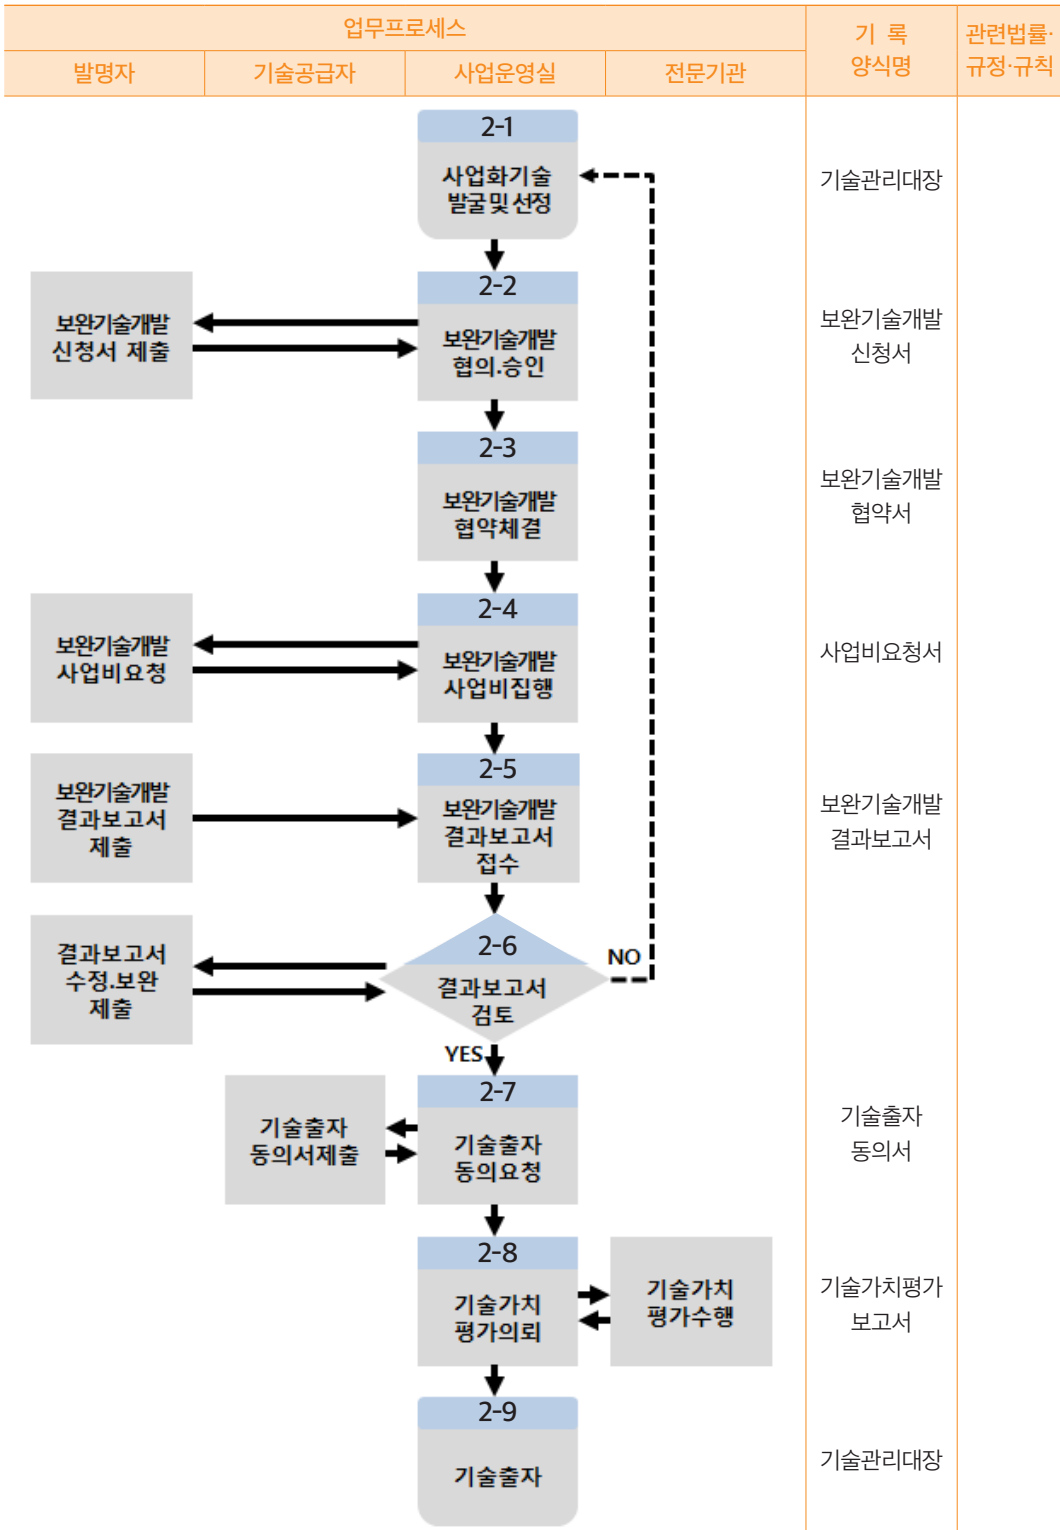 업무프로세스
기 록
양식명
관련법률·
규정·규칙
발명자
기술공급자
사업운영실
전문기관
2-1
사업화기술
발굴및선정
기술관리대장
2-2
보완기술개발
신청서 제출
보완기술개발
협의.승인
보완기술개발
신청서
2-3
보완기술개발
협약체결
보완기술개발
협약서
2-4
보완기술개발
사업비요청
보완기술개발
사업비집행
사업비요청서
2-5
보완기술개발
결과보고서
제출
보완기술개발
결과보고서
접수
보완기술개발
결과보고서
2-6
결과보고서
수정.보완
제출
결과보고서
검토
NO
YES
2-7
기술출자
동의서제출
기술출자
동의요청
기술출자
동의서
2-8
기술가치
평가의뢰
기술가치
평가수행
기술가치평가
보고서
2-9
기술출자
기술관리대장